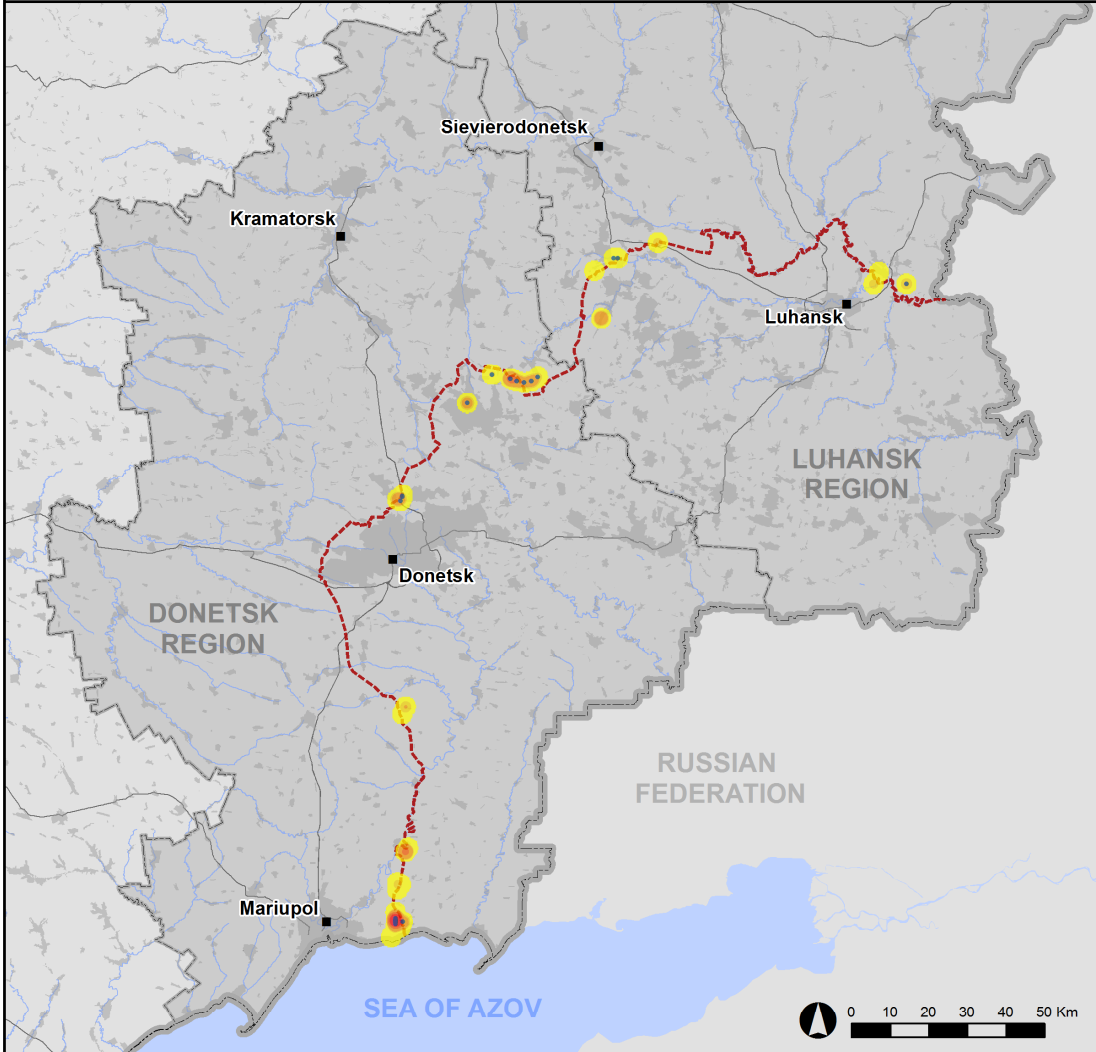 Sievierodonetsk
Kramatorsk
Luhansk
LUHANSK
REGION
Donetsk
DONETSK
REGION
RUSSIAN
FEDERATION
Mariupol
SEA OF AZOV
0 10 20 30 40 50 Km